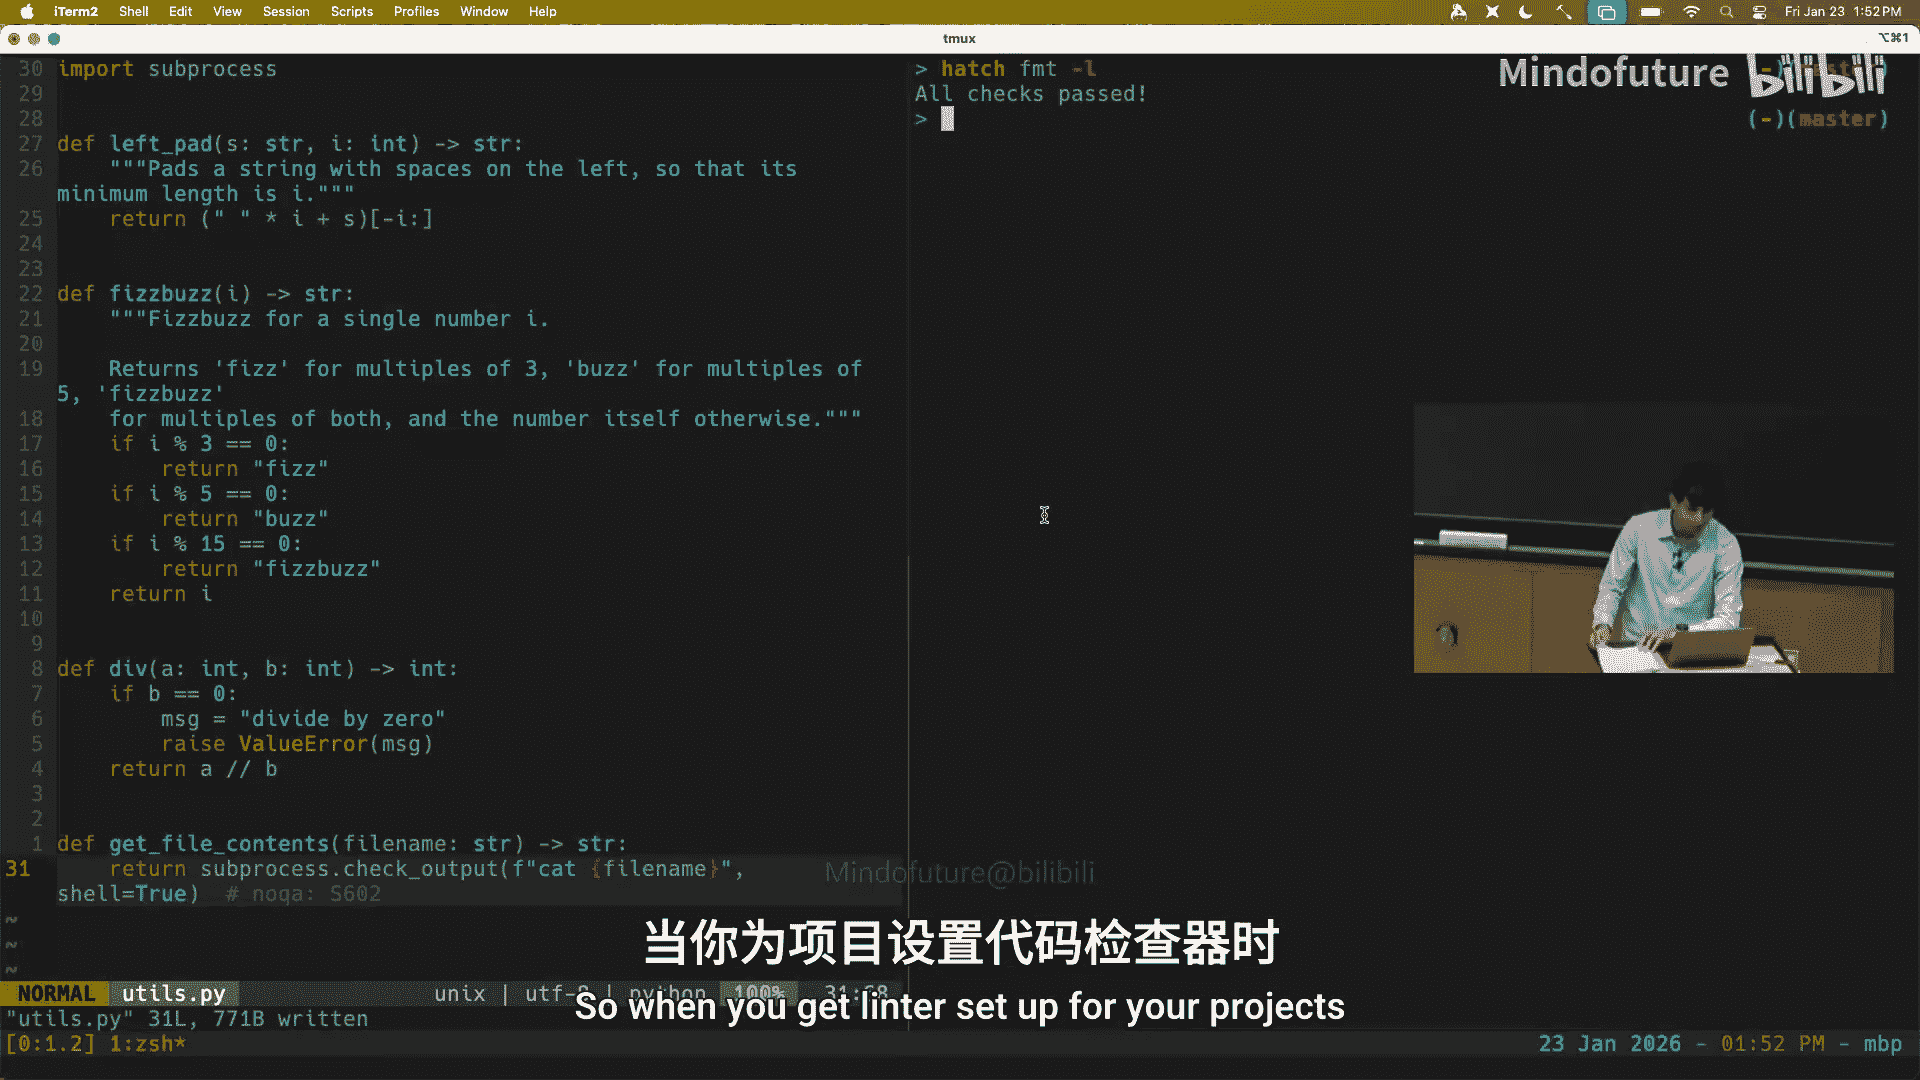 iTerm2 Shell Edit View Session Scripts Profiles Window Help Fri Jan 23 1:52 PM
tmux ⌥⌘1
30 import subprocess
29
28
27 def left_pad(s: str, i: int) -> str:
26     """Pads a string with spaces on the left, so that its
minimum length is i."""
25     return (" " * i + s)[-i:]
24
23
22 def fizzbuzz(i) -> str:
21     """Fizzbuzz for a single number i.
20
19     Returns 'fizz' for multiples of 3, 'buzz' for multiples of
5, 'fizzbuzz'
18     for multiples of both, and the number itself otherwise."""
17     if i % 3 == 0:
16         return "fizz"
15     if i % 5 == 0:
14         return "buzz"
13     if i % 15 == 0:
12         return "fizzbuzz"
11     return i
10
9
8 def div(a: int, b: int) -> int:
7     if b == 0:
6         msg = "divide by zero"
5         raise ValueError(msg)
4     return a // b
3
2
1 def get_file_contents(filename: str) -> str:
31     return subprocess.check_output(f"cat {filename}",
shell=True)  # noqa: S602
~
~
~
NORMAL utils.py unix | utf-8 | python 100% 31:68
"utils.py" 31L, 771B written
[0:1.2] 1:zsh* 23 Jan 2026 - 01:52 PM - mbp
> hatch fmt -l
All checks passed!
> (-)(master)
Mindofuture bilibili
Mindofuture@bilibili
当你为项目设置代码检查器时
So when you get linter set up for your projects